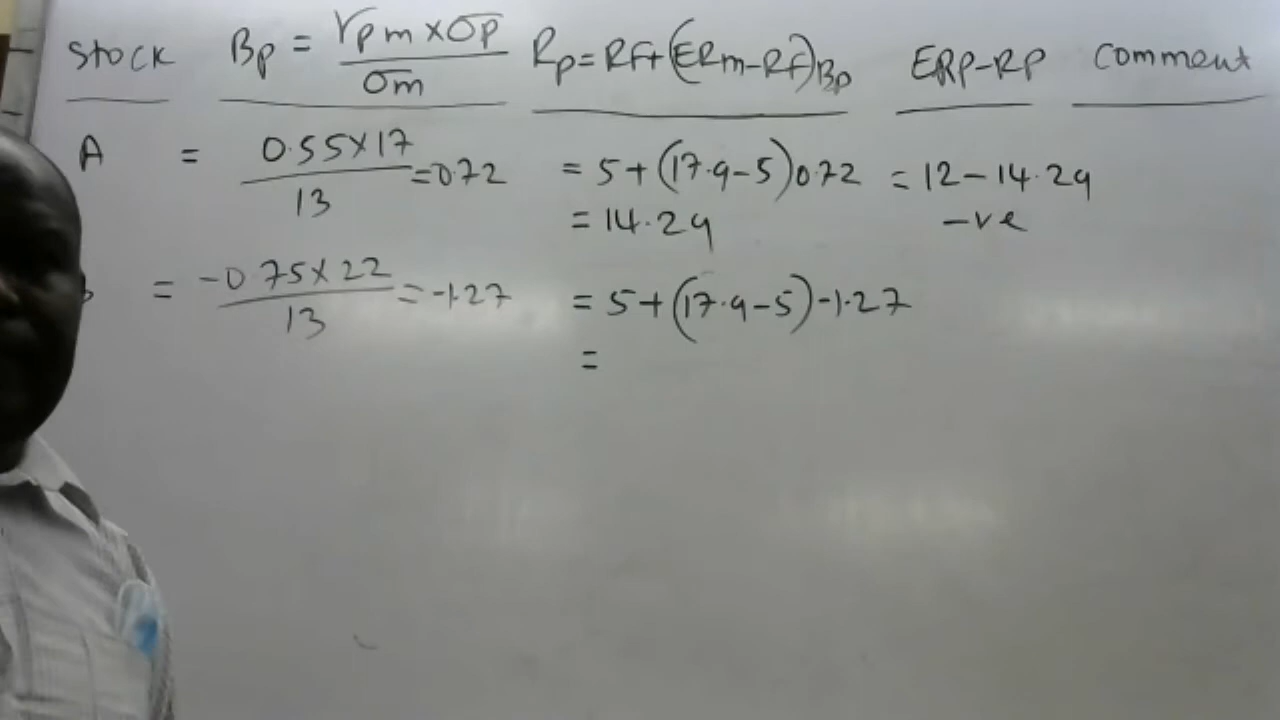 Stock Bp = rpm × σp / σm Rp = RF + (ERm – RF)Bp ERP – RP Comment
A = 0.55 × 17 / 13 = 0.72 = 5 + (17.9 – 5)0.72 = 12 – 14.29
= 14.29 –ve
= –0.75 × 22 / 13 = –1.27 = 5 + (17.9 – 5) –1.27
=